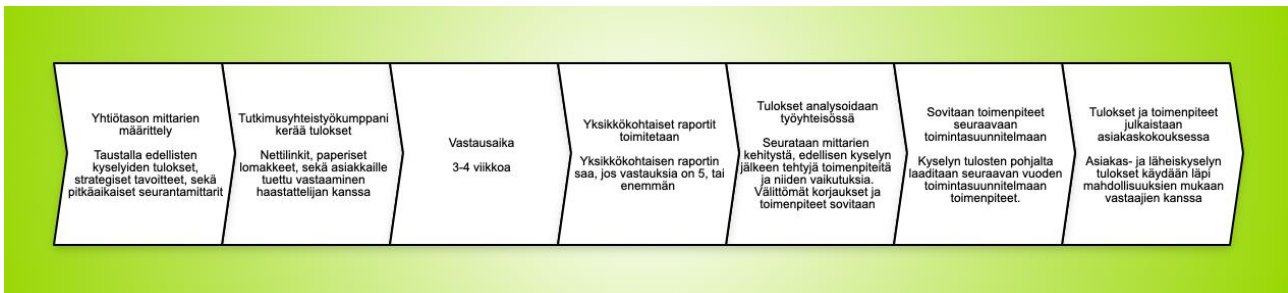 Yhtiötason mittarien
määrittely
Taustalla edellisten
kyselyiden tulokset,
strategiset tavoitteet, sekä
pitkäaikaiset seurantamittarit
Tutkimusyhteistyökumppani
kerää tulokset
Nettilinkit, paperiset
lomakkeet, sekä asiakkaille
tuettu vastaaminen
haastattelijan kanssa
Vastausaika
3-4 viikkoa
Yksikkökohtaiset raportit
toimitetaan
Yksikkökohtaisen raportin
saa, jos vastauksia on 5, tai
enemmän
Tulokset analysoidaan
työyhteisössä
Seurataan mittarien
kehitystä, edellisen kyselyn
jälkeen tehtyjä toimenpiteitä
ja niiden vaikutuksia.
Välittömät korjaukset ja
toimenpiteet sovitaan
Sovitaan toimenpiteet
seuraavaan
toimintasuunnitelmaan
Kyselyn tulosten pohjalta
laaditaan seuraavan vuoden
toimintasuunnitelmaan
toimenpiteet.
Tulokset ja toimenpiteet
julkaistaan
asiakaskokouksessa
Asiakas- ja läheiskyselyn
tulokset käydään läpi
mahdollisuuksien mukaan
vastaajien kanssa